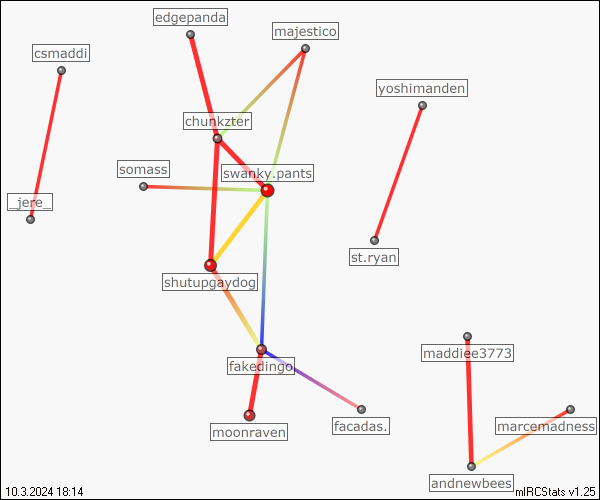 edgepanda
majestico
csmaddi
yoshimanden
chunkzter
somass
swanky.pants
_jere_
st.ryan
shutupgaydog
maddiee3773
fakedingo
facadas.
marcemadness
moonraven
andnewbees
10.3.2024 18:14
mIRCStats v1.25